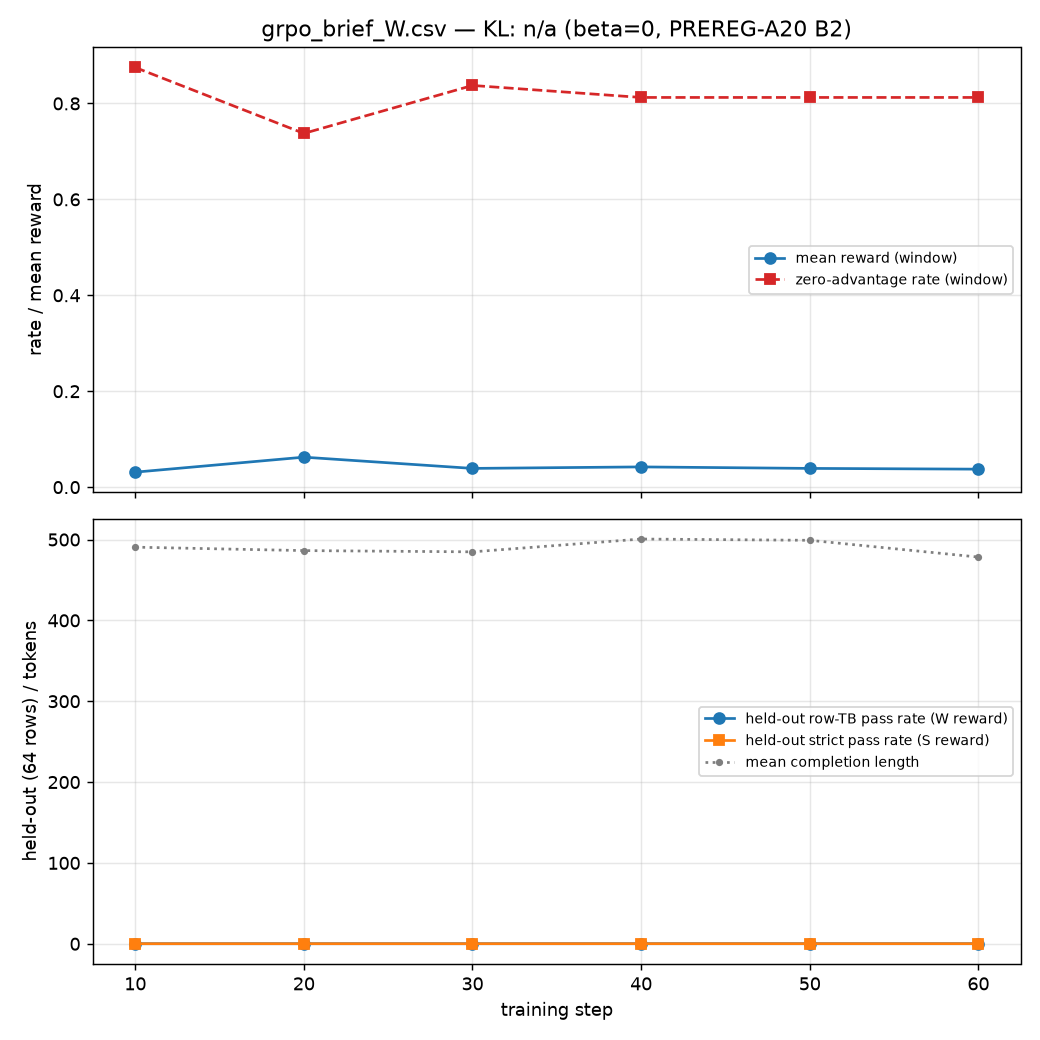 grpo_brief_W.csv — KL: n/a (beta=0, PREREG-A20 B2)
rate / mean reward
0.8
0.6
0.4
0.2
0.0
mean reward (window)
zero-advantage rate (window)
held-out (64 rows) / tokens
500
400
300
200
100
0
held-out row-TB pass rate (W reward)
held-out strict pass rate (S reward)
mean completion length
10 20 30 40 50 60
training step